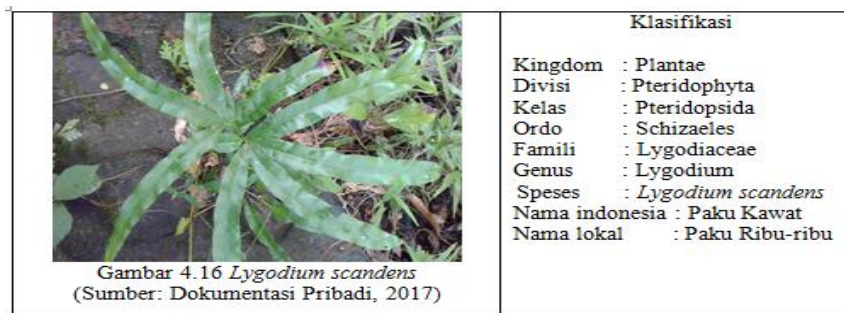 Gambar 4.16 Lygodium scandens
(Sumber: Dokumentasi Pribadi, 2017)
Klasifikasi
Kingdom : Plantae
Divisi : Pteridophyta
Kelas : Pteridopsida
Ordo : Schizaeles
Famili : Lygodiaceae
Genus : Lygodium
Speses : Lygodium scandens
Nama indonesia : Paku Kawat
Nama lokal : Paku Ribu-ribu